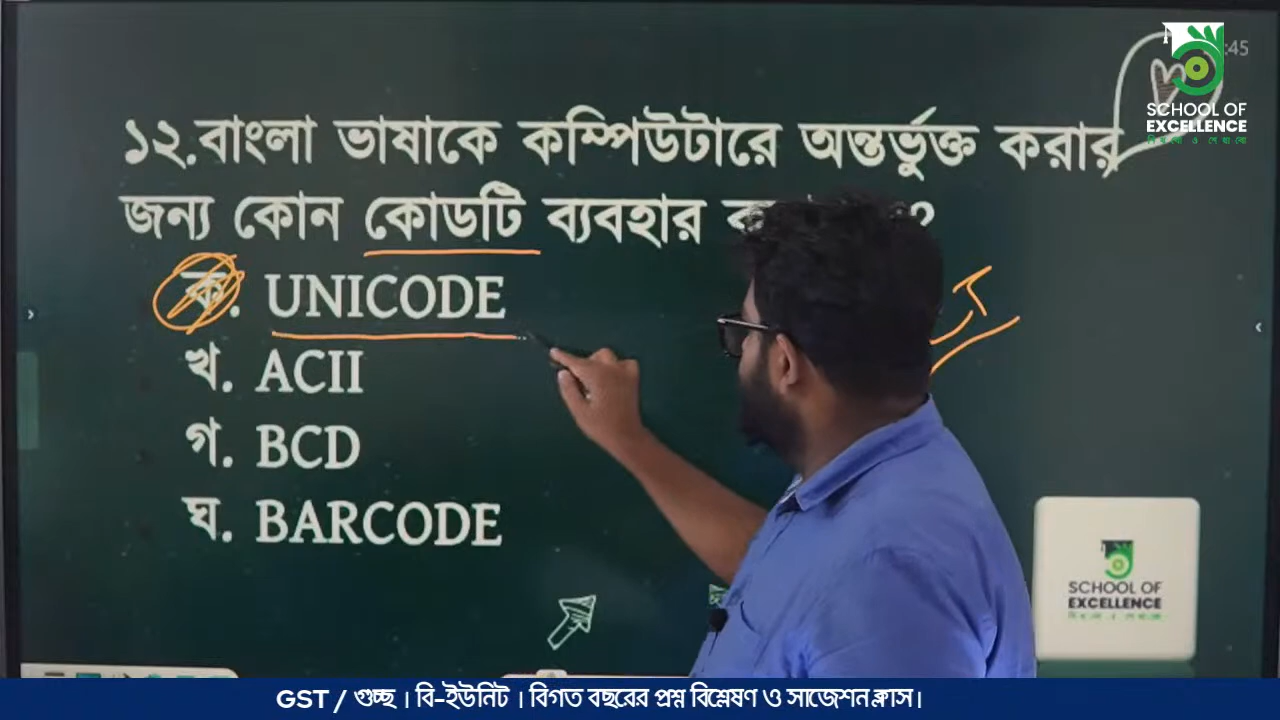 :45
SCHOOL OF
EXCELLENCE
১২.বাংলা ভাষাকে কম্পিউটারে অন্তর্ভুক্ত করার
জন্য কোন কোডটি ব্যবহার
ক. UNICODE
খ. ACII
গ. BCD
ঘ. BARCODE
SCHOOL OF
EXCELLENCE
GST / গুচ্ছ । বি-ইউনিট । বিগত বছরের প্রশ্ন বিশ্লেষণ ও সাজেশন ক্লাস।